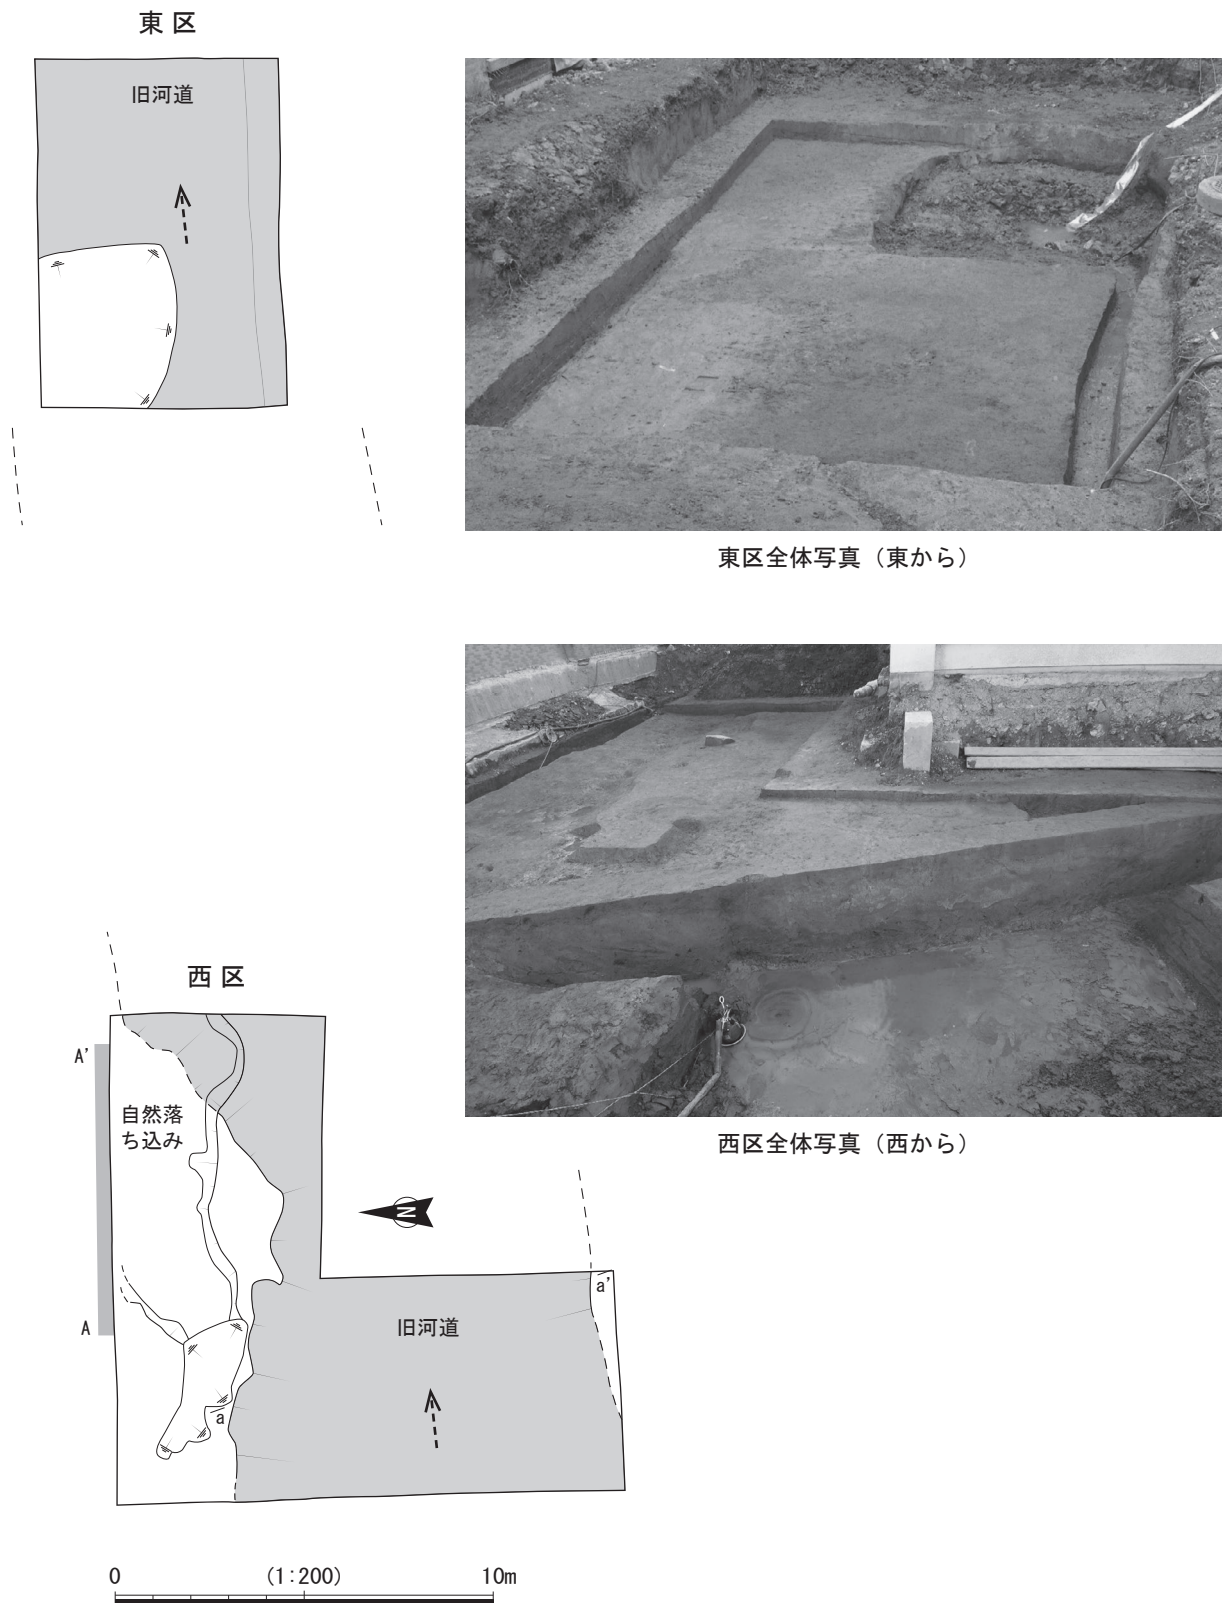 東区
旧河道
東区全体写真（東から）
西区全体写真（西から）
西区
A'
自然落
ち込み
N
a'
A
旧河道
a
0 (1:200) 10m